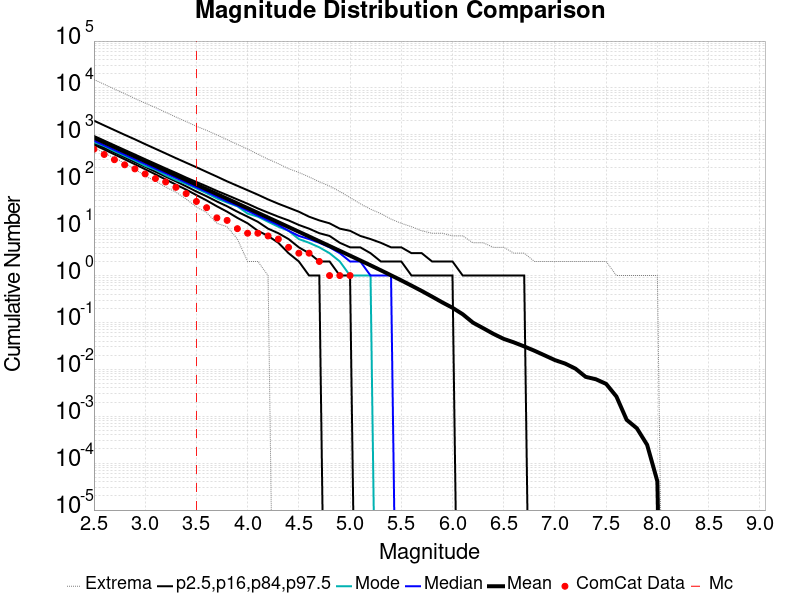 Magnitude Distribution Comparison
10^5
10^4
10^3
10^2
10^1
10^0
10^-1
10^-2
10^-3
10^-4
10^-5
Cumulative Number
2.5 3.0 3.5 4.0 4.5 5.0 5.5 6.0 6.5 7.0 7.5 8.0 8.5 9.0
Magnitude
Extrema p2.5,p16,p84,p97.5 Mode Median Mean ComCat Data Mc